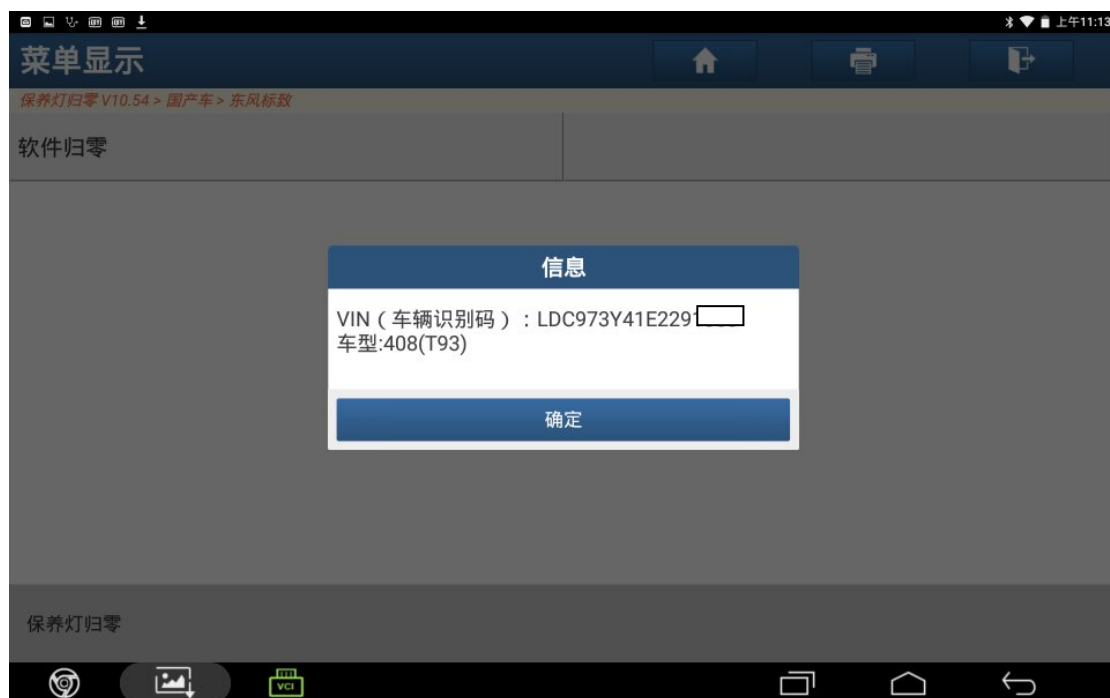 上午11:13
菜单显示
保养灯归零 V10.54 > 国产车 > 东风标致
软件归零
信息
VIN（车辆识别码）: LDC973Y41E2291
车型:408(T93)
确定
保养灯归零
VCI